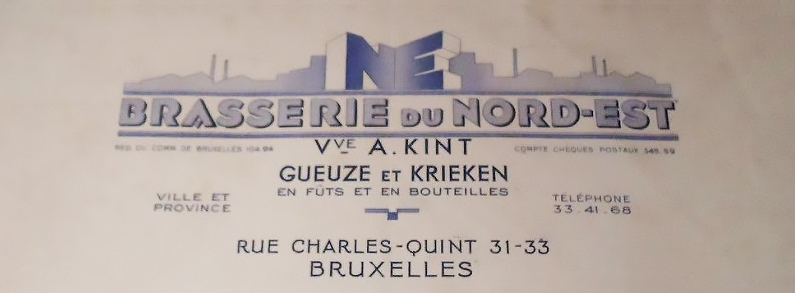 NE
BRASSERIE DU NORD-EST
REG. DU COMM. DE BRUXELLES 104.94
VVE A. KINT
COMPTE CHÈQUES POSTAUX 348.59
GUEUZE ET KRIEKEN
EN FÛTS ET EN BOUTEILLES
VILLE ET
PROVINCE
TÉLÉPHONE
33.41.68
RUE CHARLES-QUINT 31-33
BRUXELLES